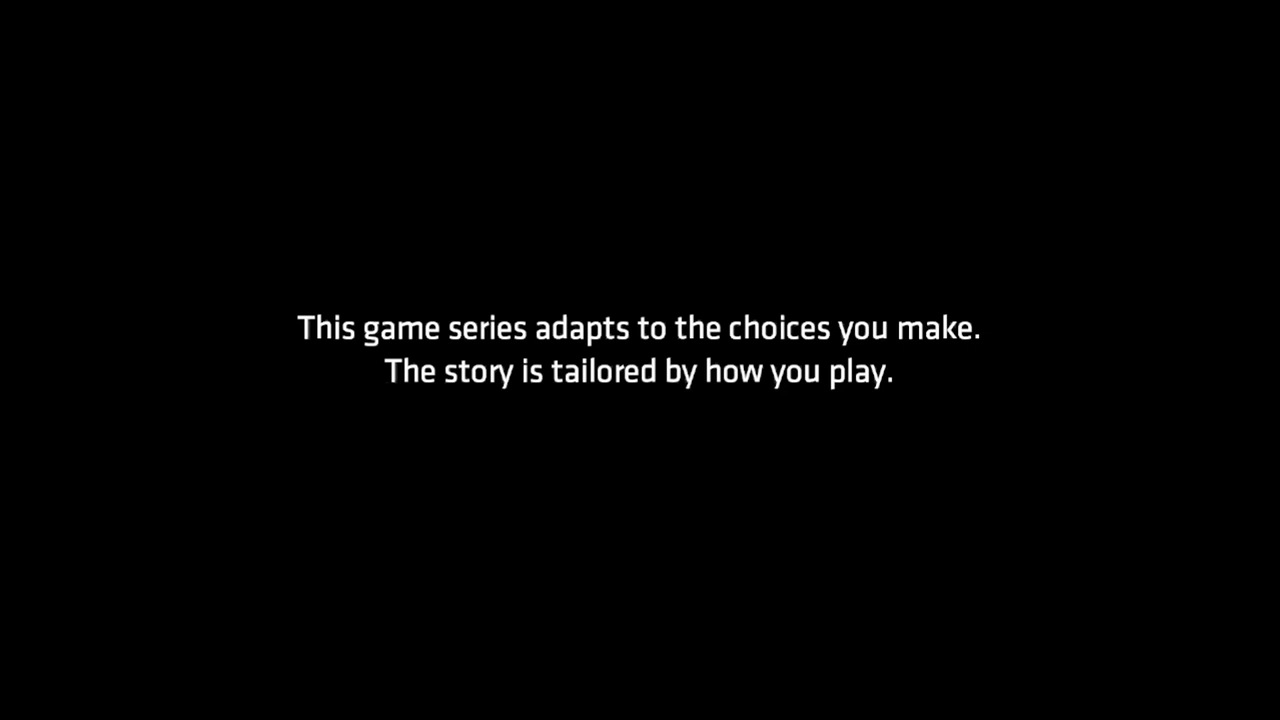 This game series adapts to the choices you make.
The story is tailored by how you play.